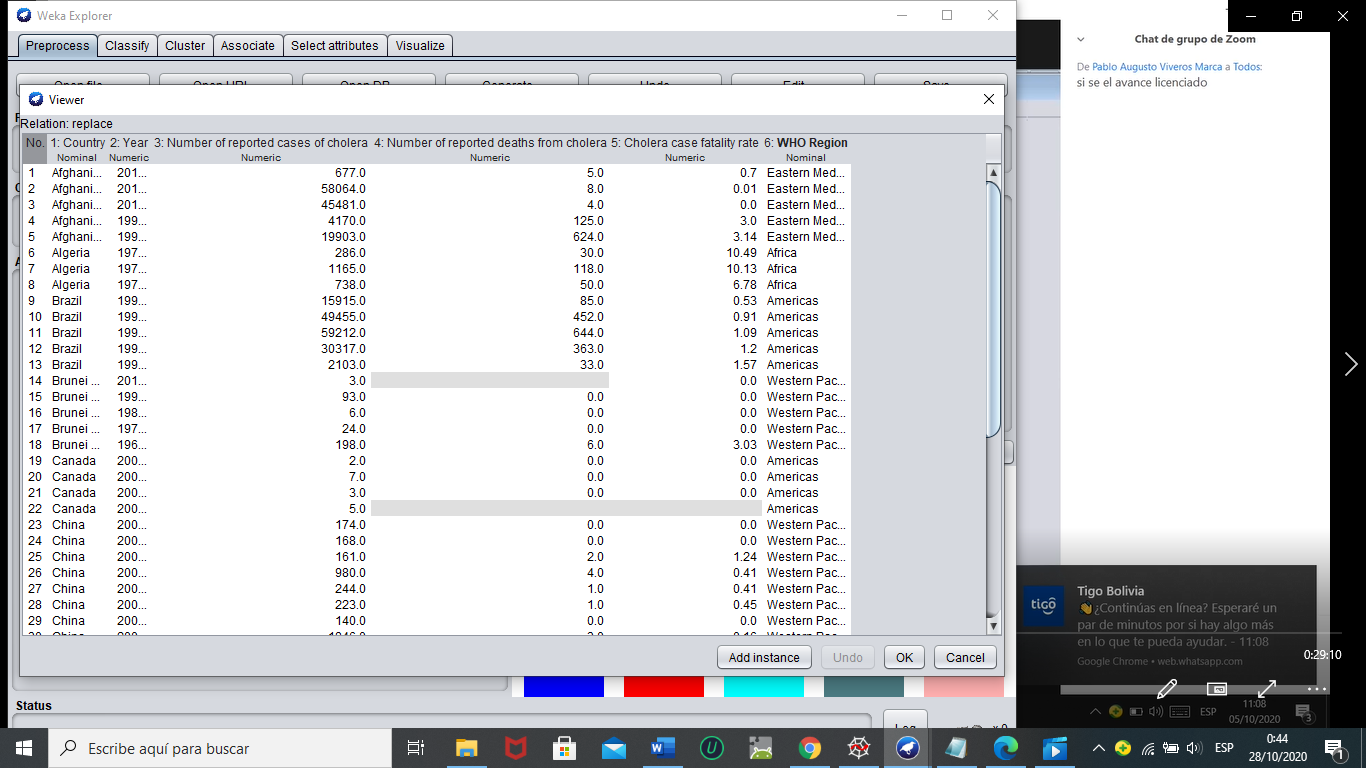 Weka Explorer
Preprocess Classify Cluster Associate Select attributes Visualize
Viewer
Relation: replace
No. 1: Country 2: Year 3: Number of reported cases of cholera 4: Number of reported deaths from cholera 5: Cholera case fatality rate 6: WHO Region
Nominal Numeric Numeric Numeric Numeric Nominal
1 Afghani... 201... 677.0 5.0 0.7 Eastern Med...
2 Afghani... 201... 58064.0 8.0 0.01 Eastern Med...
3 Afghani... 201... 45481.0 4.0 0.0 Eastern Med...
4 Afghani... 199... 4170.0 125.0 3.0 Eastern Med...
5 Afghani... 199... 19903.0 624.0 3.14 Eastern Med...
6 Algeria 197... 286.0 30.0 10.49 Africa
7 Algeria 197... 1165.0 118.0 10.13 Africa
8 Algeria 197... 738.0 50.0 6.78 Africa
9 Brazil 199... 15915.0 85.0 0.53 Americas
10 Brazil 199... 49455.0 452.0 0.91 Americas
11 Brazil 199... 59212.0 644.0 1.09 Americas
12 Brazil 199... 30317.0 363.0 1.2 Americas
13 Brazil 199... 2103.0 33.0 1.57 Americas
14 Brunei ... 201... 3.0 0.0 Western Pac...
15 Brunei ... 199... 93.0 0.0 0.0 Western Pac...
16 Brunei ... 198... 6.0 0.0 0.0 Western Pac...
17 Brunei ... 197... 24.0 0.0 0.0 Western Pac...
18 Brunei ... 196... 198.0 6.0 3.03 Western Pac...
19 Canada 200... 2.0 0.0 0.0 Americas
20 Canada 200... 7.0 0.0 0.0 Americas
21 Canada 200... 3.0 0.0 0.0 Americas
22 Canada 200... 5.0 Americas
23 China 200... 174.0 0.0 0.0 Western Pac...
24 China 200... 168.0 0.0 0.0 Western Pac...
25 China 200... 161.0 2.0 1.24 Western Pac...
26 China 200... 980.0 4.0 0.41 Western Pac...
27 China 200... 244.0 1.0 0.41 Western Pac...
28 China 200... 223.0 1.0 0.45 Western Pac...
29 China 200... 140.0 0.0 0.0 Western Pac...
Add instance Undo OK Cancel
Status
Log
Chat de grupo de Zoom
De Pablo Augusto Viveros Marca a Todos:
si se el avance licenciado
tigo
Tigo Bolivia
👋¿Continúas en línea? Esperaré un
par de minutos por si hay algo más
en lo que te pueda ayudar. - 11:08
Google Chrome • web.whatsapp.com
0:29:10
ESP 11:08
05/10/2020 3
Escribe aquí para buscar
ESP 0:44
28/10/2020 1